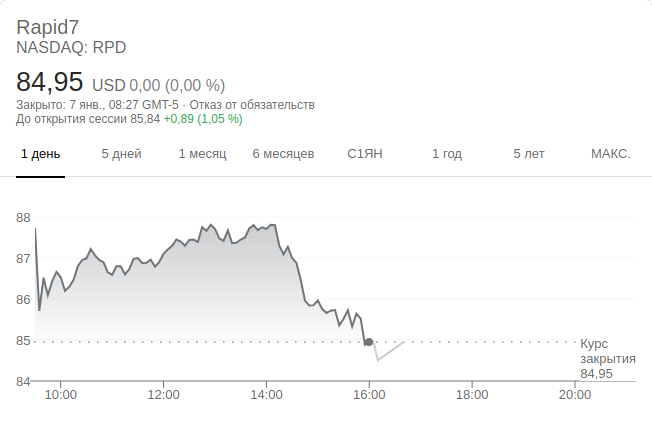 Rapid7
NASDAQ: RPD
84,95 USD 0,00 (0,00 %)
Закрыто: 7 янв., 08:27 GMT-5 · Отказ от обязательств
До открытия сессии 85,84 +0,89 (1,05 %)
1 день 5 дней 1 месяц 6 месяцев С1ЯН 1 год 5 лет МАКС.
88
87
86
85
84
Курс
закрытия
84,95
10:00 12:00 14:00 16:00 18:00 20:00